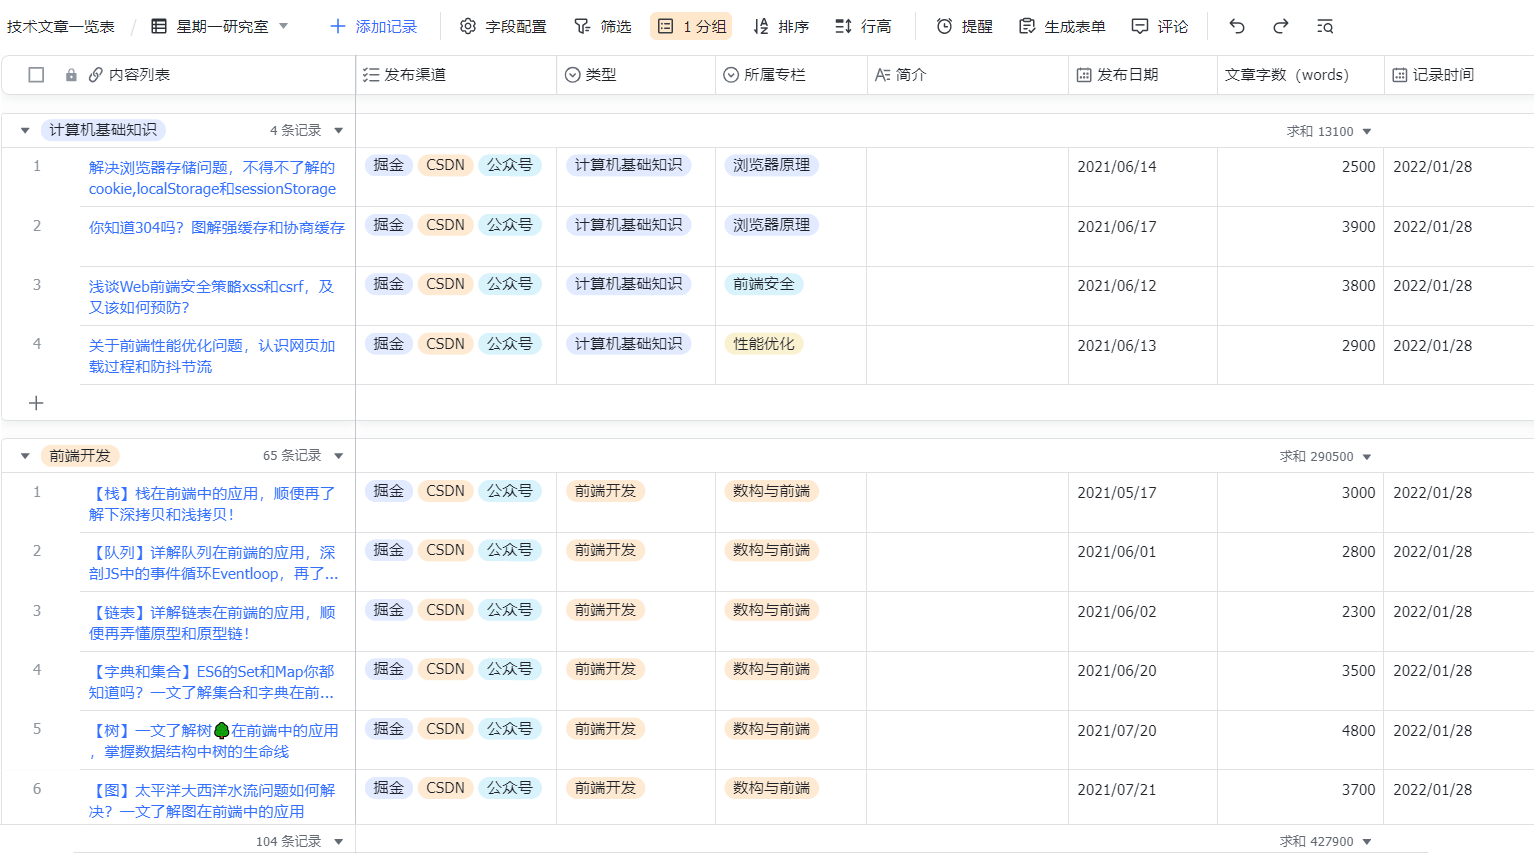 技术文章一览表 / 星期一研究室 添加记录 字段配置 筛选 1 分组 排序 行高 提醒 生成表单 评论
内容列表 发布渠道 类型 所属专栏 简介 发布日期 文章字数（words） 记录时间
计算机基础知识 4 条记录 求和 13100
1 解决浏览器存储问题，不得不了解的 掘金 CSDN 公众号 计算机基础知识 浏览器原理 2021/06/14 2500 2022/01/28
cookie,localStorage和sessionStorage
2 你知道304吗？图解强缓存和协商缓存 掘金 CSDN 公众号 计算机基础知识 浏览器原理 2021/06/17 3900 2022/01/28
3 浅谈Web前端安全策略xss和csrf，及 掘金 CSDN 公众号 计算机基础知识 前端安全 2021/06/12 3800 2022/01/28
又该如何预防？
4 关于前端性能优化问题，认识网页加 掘金 CSDN 公众号 计算机基础知识 性能优化 2021/06/13 2900 2022/01/28
载过程和防抖节流
前端开发 65 条记录 求和 290500
1 【栈】栈在前端中的应用，顺便再了 掘金 CSDN 公众号 前端开发 数构与前端 2021/05/17 3000 2022/01/28
解下深拷贝和浅拷贝！
2 【队列】详解队列在前端的应用，深 掘金 CSDN 公众号 前端开发 数构与前端 2021/06/01 2800 2022/01/28
剖JS中的事件循环Eventloop，再了...
3 【链表】详解链表在前端的应用，顺 掘金 CSDN 公众号 前端开发 数构与前端 2021/06/02 2300 2022/01/28
便再弄懂原型和原型链！
4 【字典和集合】ES6的Set和Map你都 掘金 CSDN 公众号 前端开发 数构与前端 2021/06/20 3500 2022/01/28
知道吗？一文了解集合和字典在前...
5 【树】一文了解树🌳在前端中的应用 掘金 CSDN 公众号 前端开发 数构与前端 2021/07/20 4800 2022/01/28
，掌握数据结构中树的生命线
6 【图】太平洋大西洋水流问题如何解 掘金 CSDN 公众号 前端开发 数构与前端 2021/07/21 3700 2022/01/28
决？一文了解图在前端中的应用
104 条记录 求和 427900